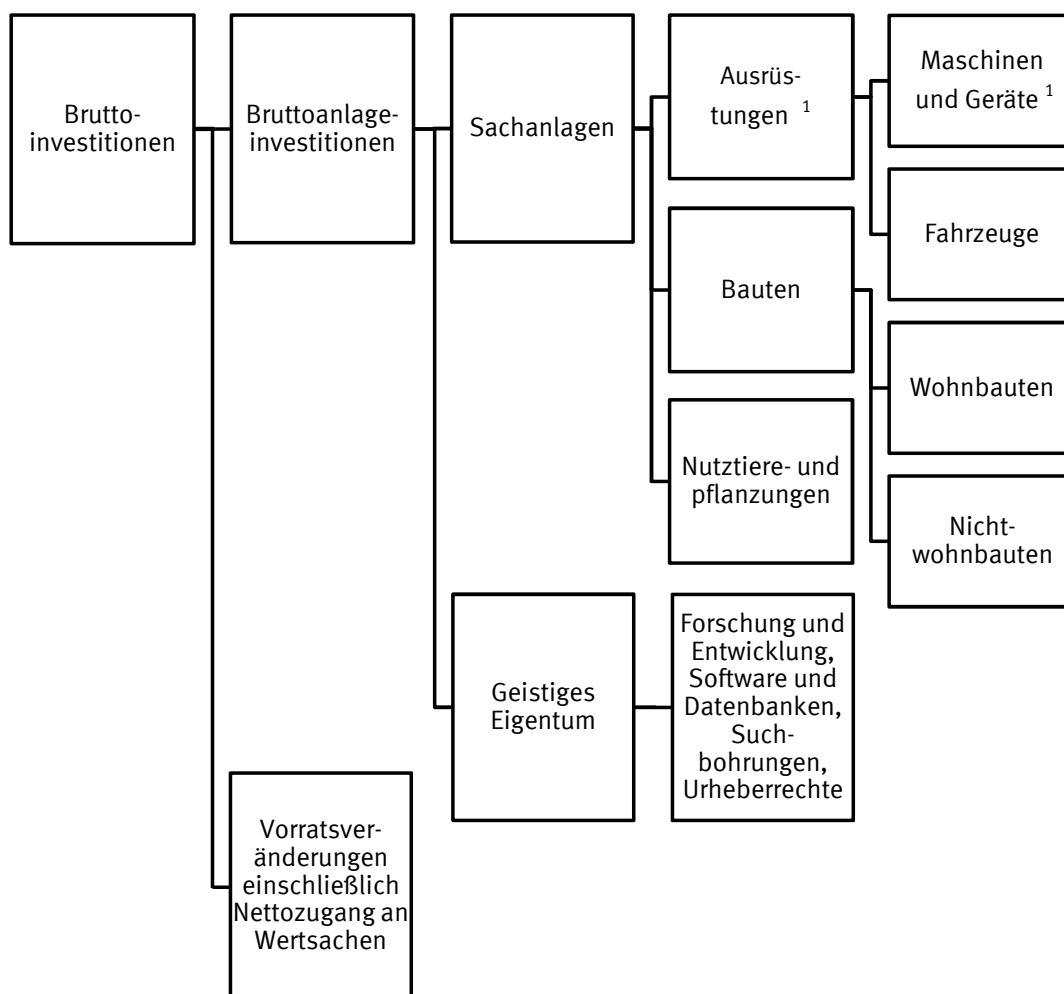 Brutto-
investitionen
Bruttoanlage-
investitionen
Sachanlagen
Ausrüs-
tungen ¹
Maschinen
und Geräte ¹
Fahrzeuge
Bauten
Wohnbauten
Nicht-
wohnbauten
Nutztiere- und
pflanzungen
Geistiges
Eigentum
Forschung und
Entwicklung,
Software und
Datenbanken,
Such-
bohrungen,
Urheberrechte
Vorratsver-
änderungen
einschließlich
Nettozugang an
Wertsachen